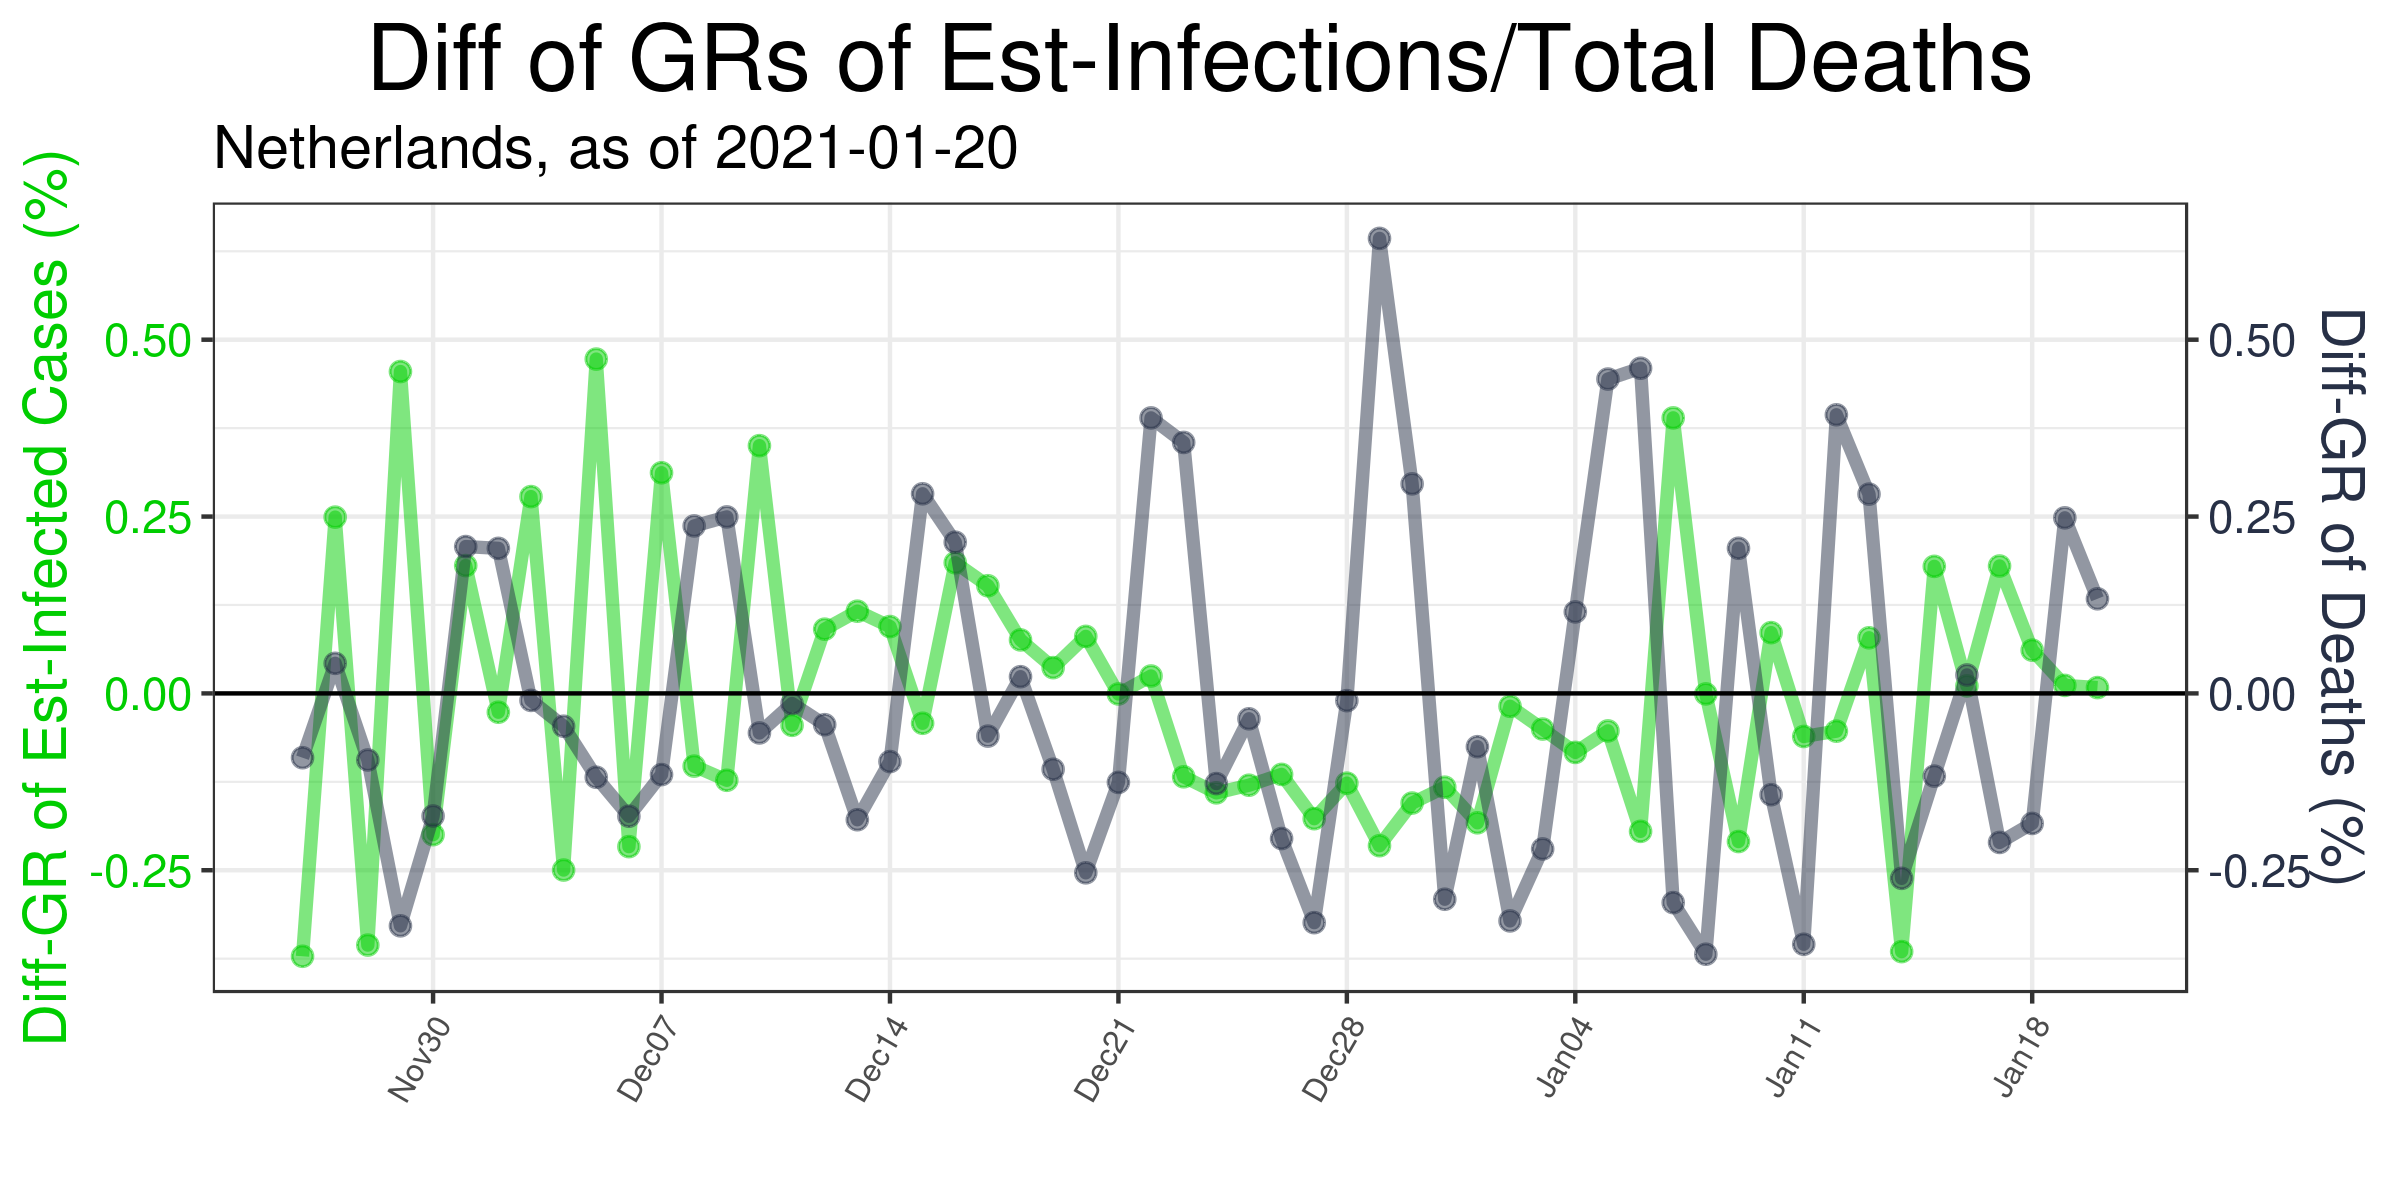 Diff of GRs of Est-Infections/Total Deaths
Netherlands, as of 2021-01-20
Diff-GR of Est-Infected Cases (%)
0.50
0.25
0.00
-0.25
0.50
0.25
0.00
-0.25
Diff-GR of Deaths (%)
Nov30
Dec07
Dec14
Dec21
Dec28
Jan04
Jan11
Jan18